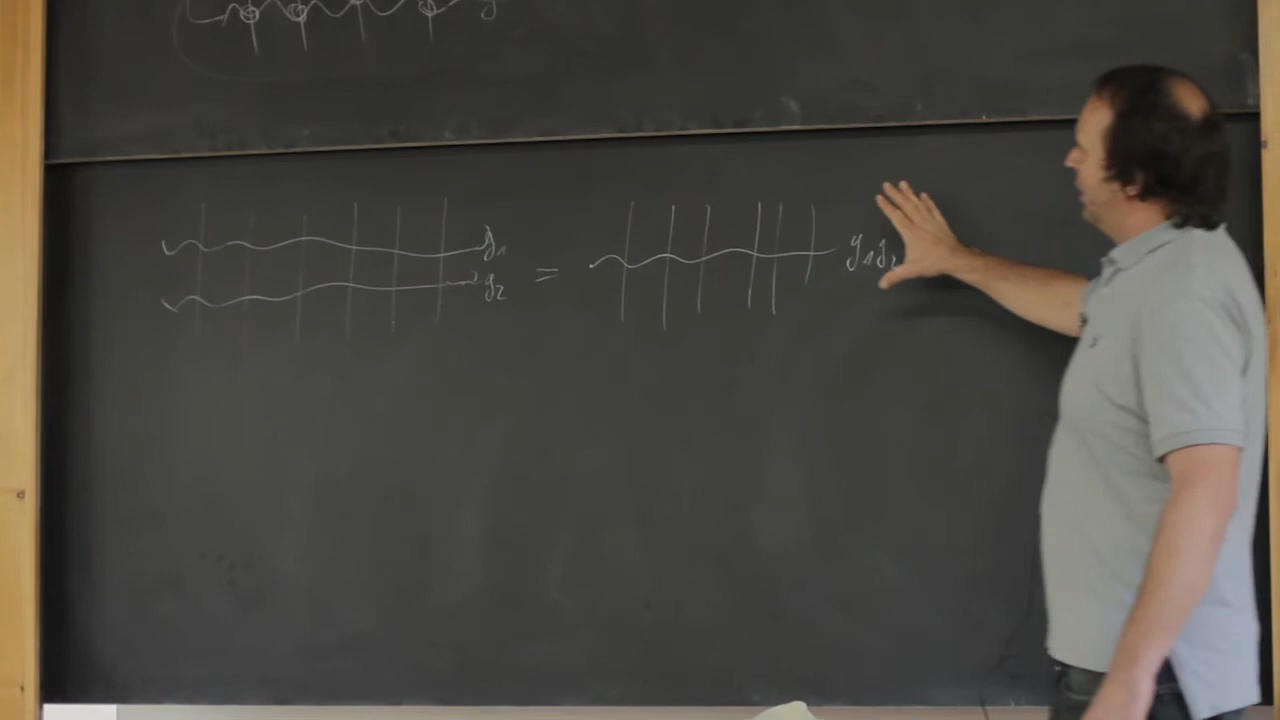 g
g₁
g₂ = g₁g₂